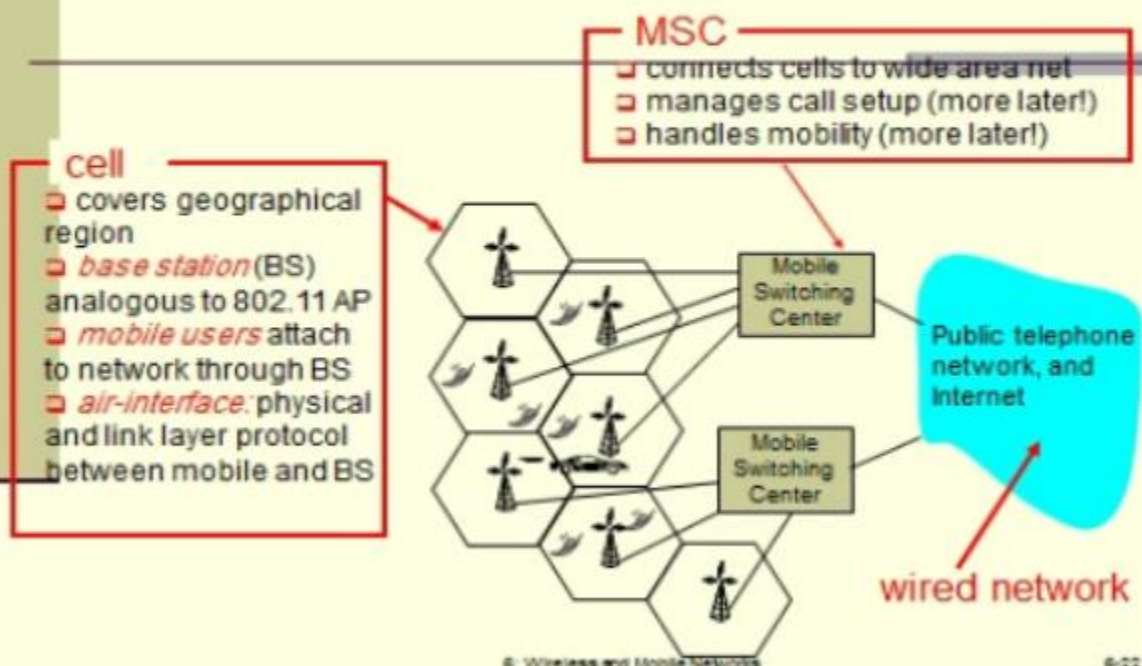 MSC
❑ connects cells to wide area net
❑ manages call setup (more later!)
❑ handles mobility (more later!)
cell
❑ covers geographical
region
❑ base station (BS)
analogous to 802.11 AP
❑ mobile users attach
to network through BS
❑ air-interface: physical
and link layer protocol
between mobile and BS
Mobile
Switching
Center
Public telephone
network, and
Internet
Mobile
Switching
Center
wired network
6: Wireless and Mobile Networks